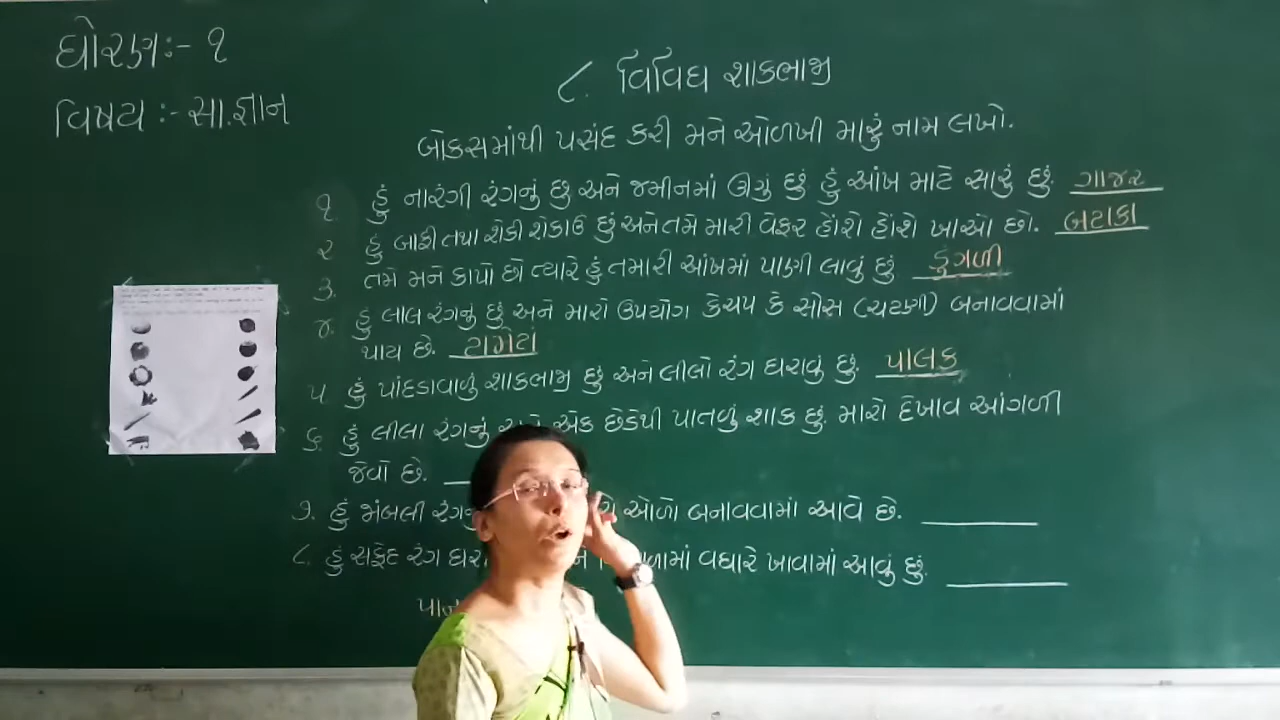 ધોરણઃ- ૧
વિષય :- સા.જ્ઞાન
૮. વિવિધ શાકભાજી
બોકસમાંથી પસંદ કરી મને ઓળખી મારું નામ લખો.
૧. હું નારંગી રંગનું છું અને જમીનમાં ઊગું છું. હું આંખ માટે સારું છું. ગાજર
૨ હું બાફી તથા શેકી શેકાઉં છું અને તમે મારી વેફર હોંશે હોંશે ખાઓ છો. બટાકા
૩. તમે મને કાપો છો ત્યારે હું તમારી આંખમાં પાણી લાવું છું. ડુંગળી
૪. હું લાલ રંગનું છું અને મારો ઉપયોગ કેચપ કે સોસ (ચટણી) બનાવવામાં
થાય છે. ટામેટાં
૫ હું પાંદડાવાળું શાકભાજી છું અને લીલો રંગ ધરાવું છું. પાલક
૬. હું લીલા રંગનું એક છેડેથી પાતળું શાક છું. મારો દેખાવ આંગળી
જેવો છે.
૭. હું જાંબલી ઓળો બનાવવામાં આવે છે.
૮. હું સફેદ રંગ વધારે ખાવામાં આવું છું.